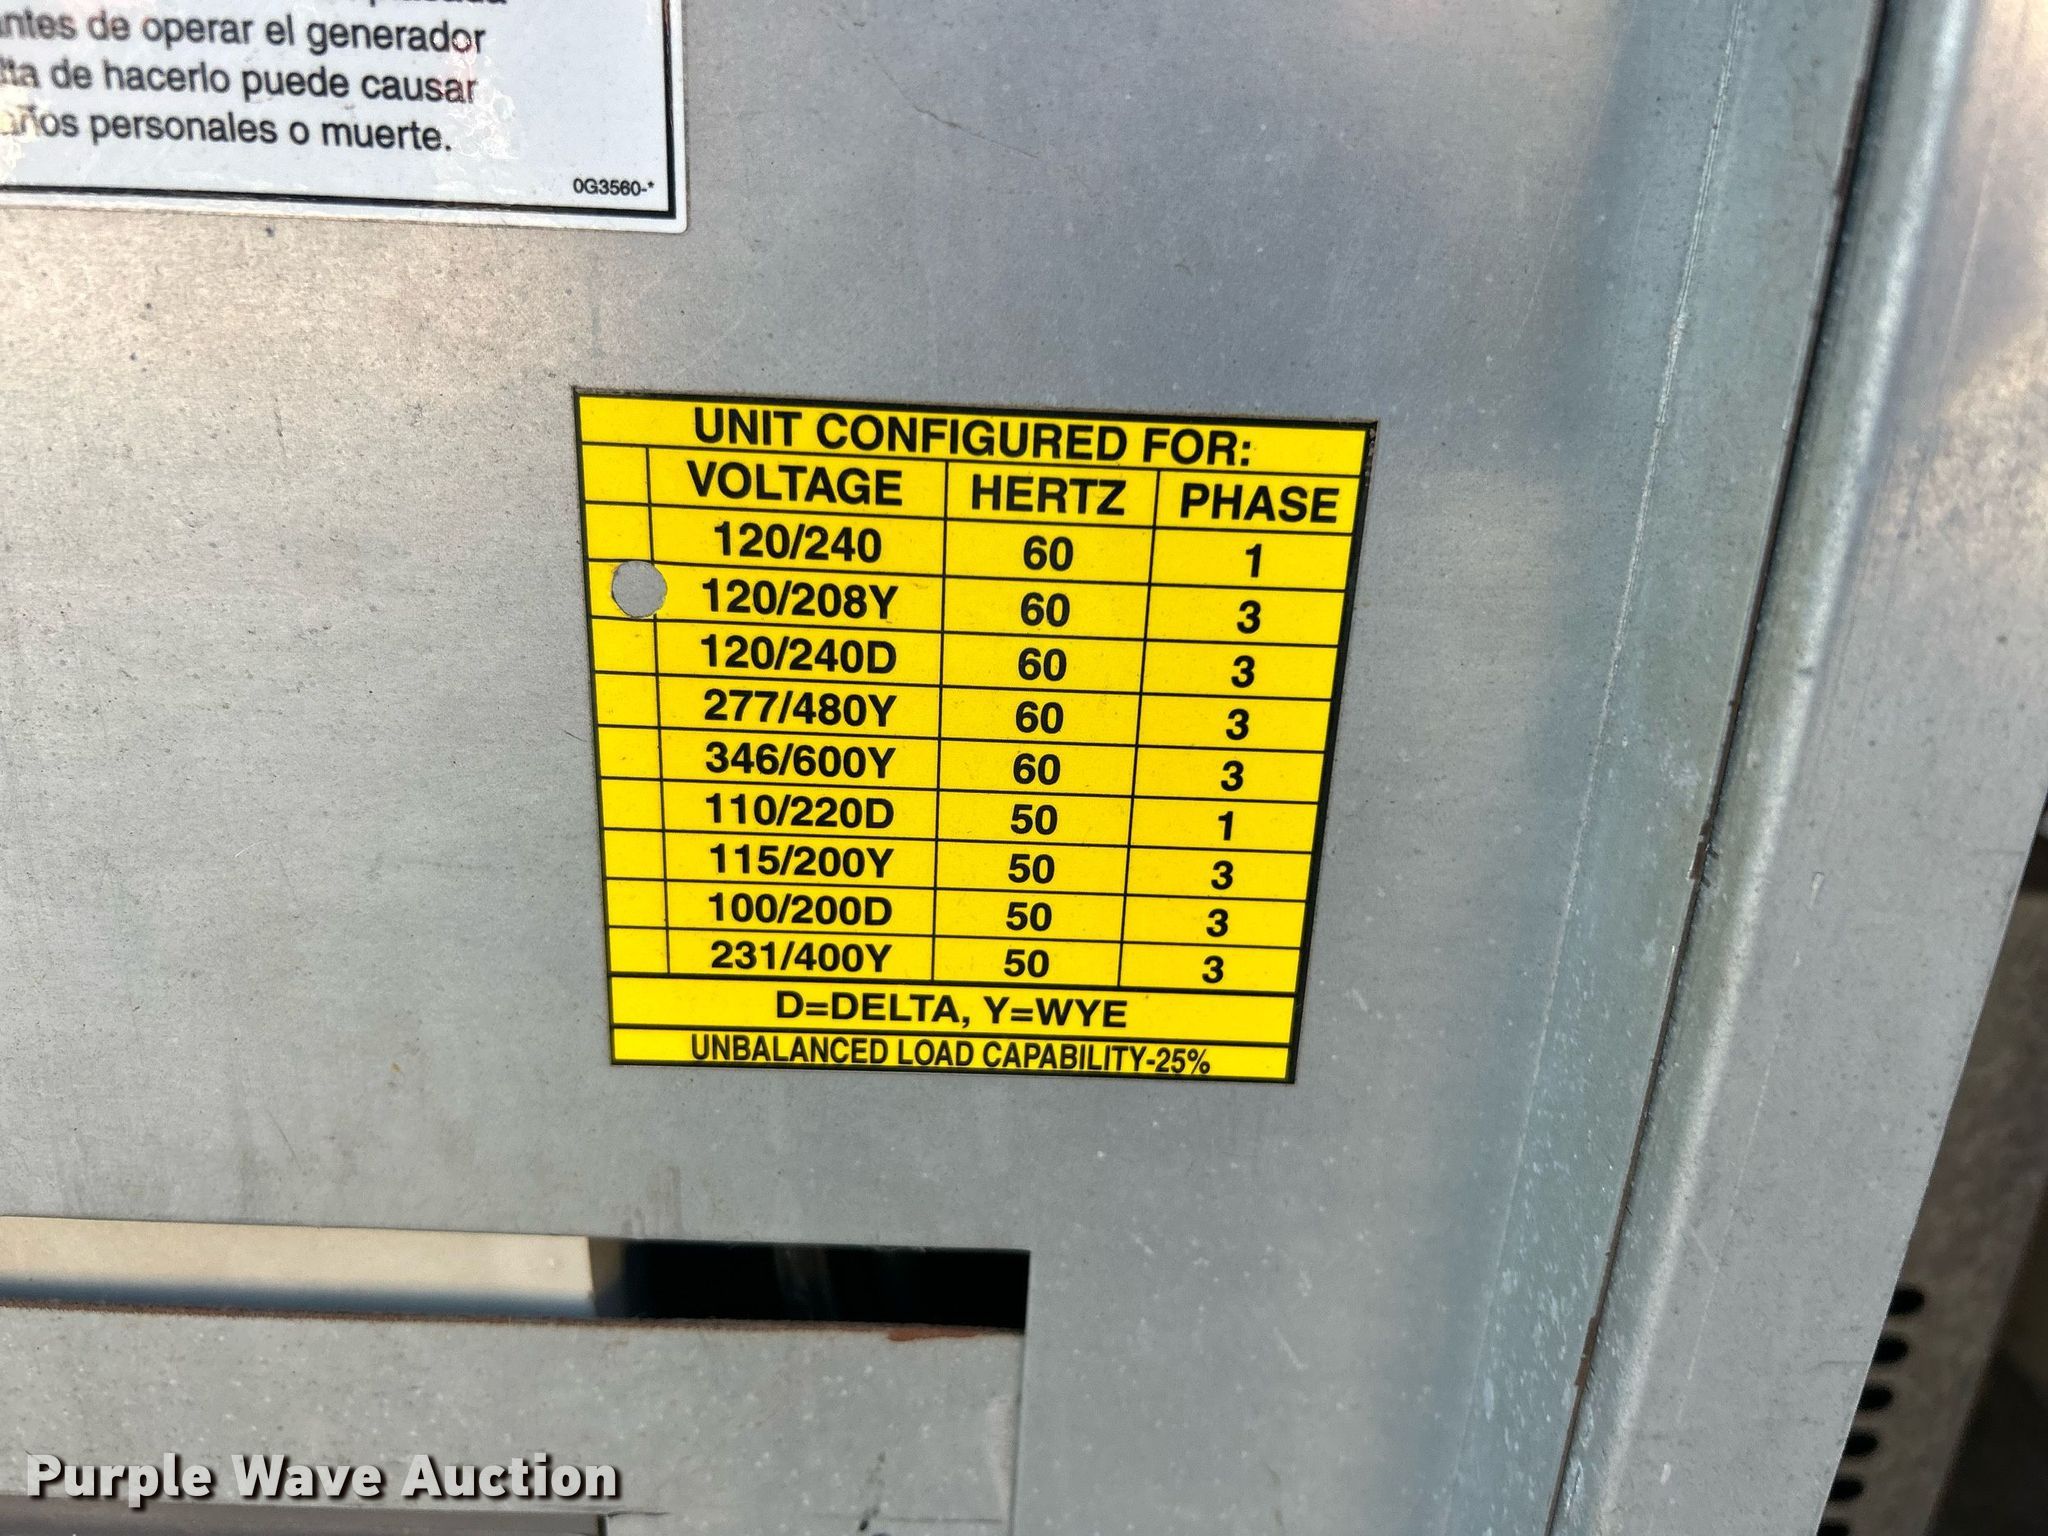 antes de operar el generador
de hacerlo puede causar
personales o muerte.
0G3560-*
UNIT CONFIGURED FOR:
VOLTAGE HERTZ PHASE
120/240 60 1
120/208Y 60 3
120/240D 60 3
277/480Y 60 3
346/600Y 60 3
110/220D 50 1
115/200Y 50 3
100/200D 50 3
231/400Y 50 3
D=DELTA, Y=WYE
UNBALANCED LOAD CAPABILITY-25%
Purple Wave Auction